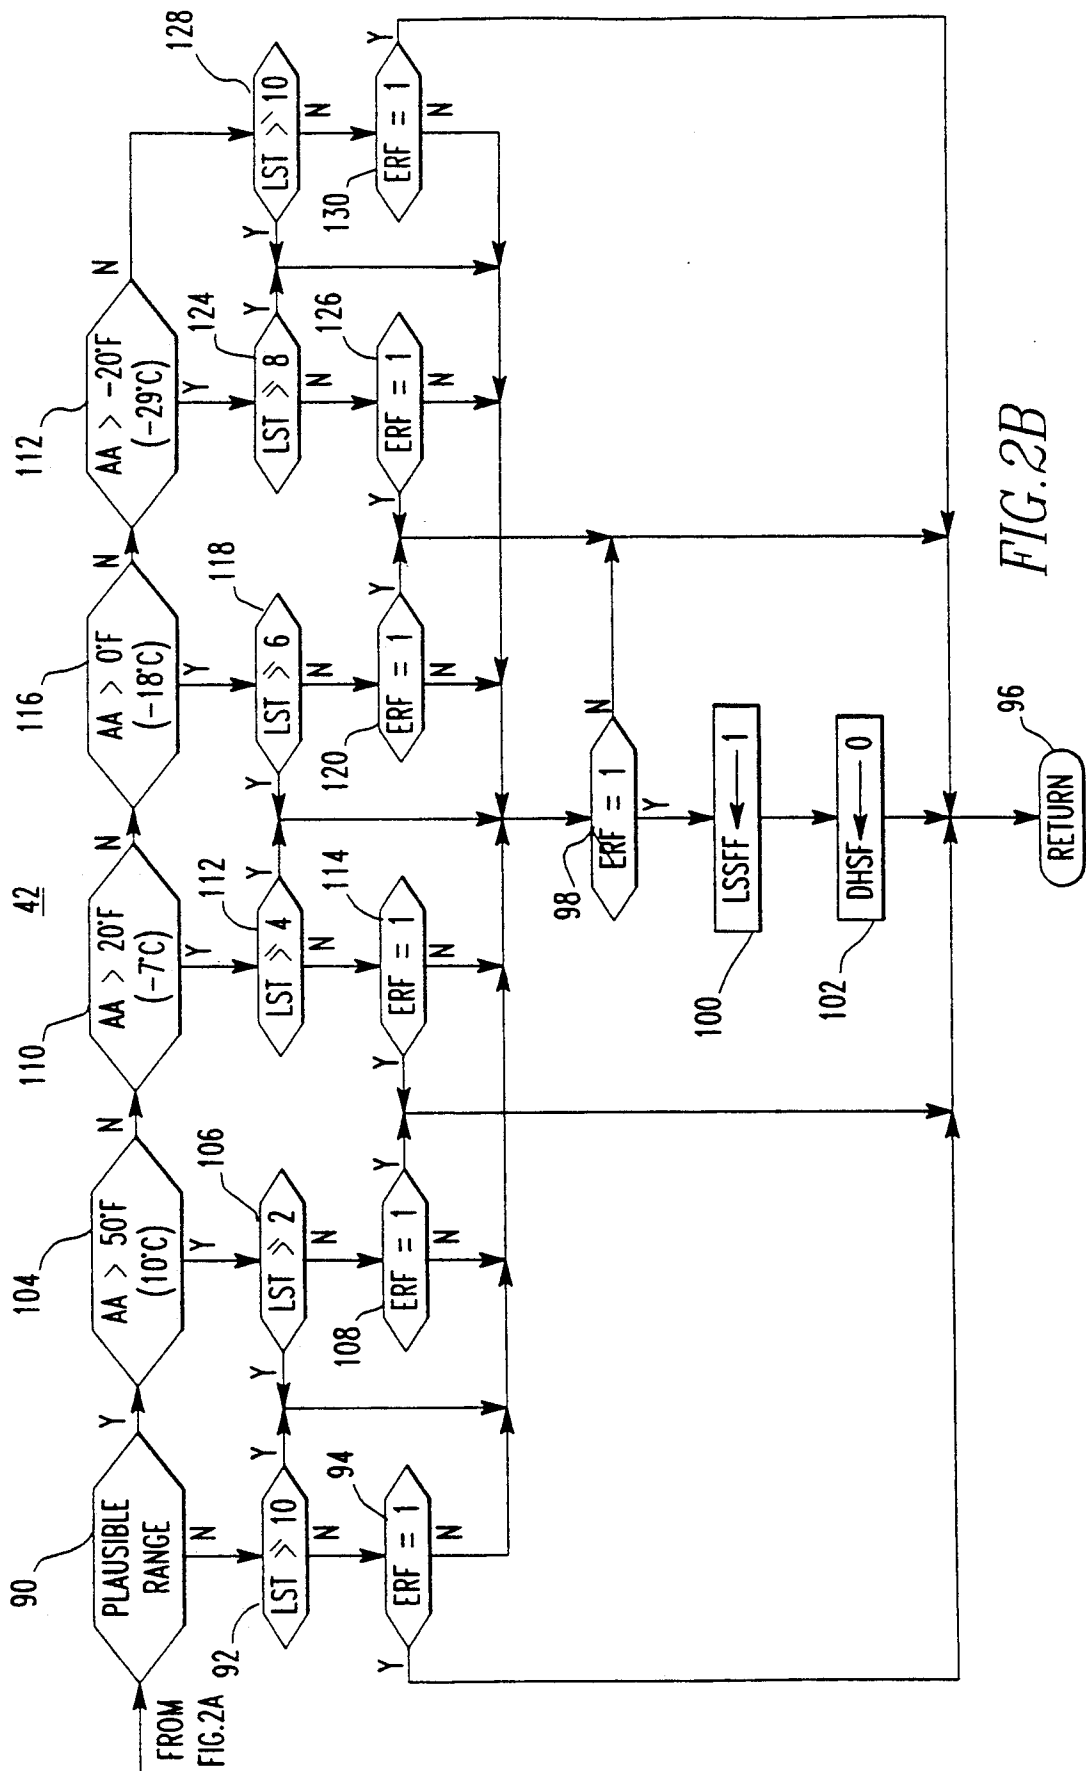 42
FROM
FIG.2A
90
PLAUSIBLE
RANGE
Y
N
92
LST ⩾ 10
Y
N
94
ERF = 1
Y
N
104
AA > 50°F
(10°C)
N
Y
106
LST ⩾ 2
Y
N
108
ERF = 1
Y
N
110
AA > 20°F
(-7°C)
N
Y
112
LST ⩾ 4
Y
N
114
ERF = 1
Y
N
116
AA > 0°F
(-18°C)
N
Y
118
LST ⩾ 6
Y
N
120
ERF = 1
Y
N
112
AA > -20°F
(-29°C)
N
Y
124
LST ⩾ 8
Y
N
126
ERF = 1
Y
N
128
LST ⩾ 10
Y
N
130
ERF = 1
Y
N
98
ERF = 1
N
Y
100
LSSFF 1
102
DHSF 0
96
RETURN
FIG.2B